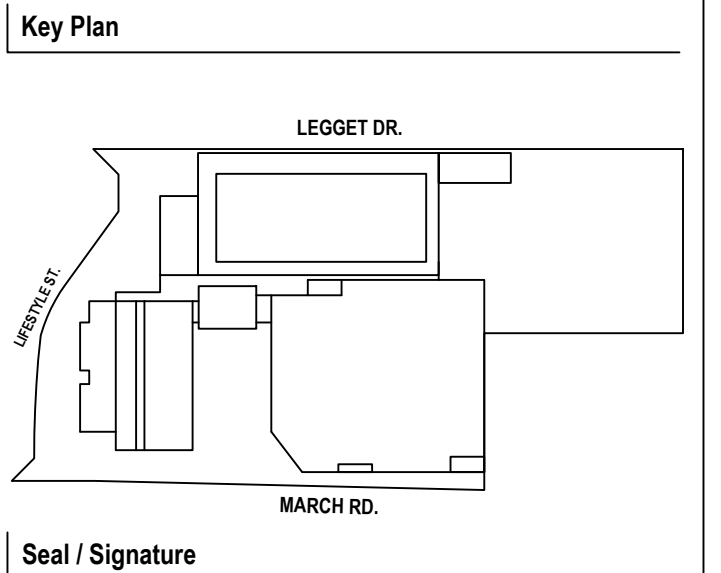 Key Plan
LEGGET DR.
LIFESTYLE ST.
MARCH RD.
Seal / Signature